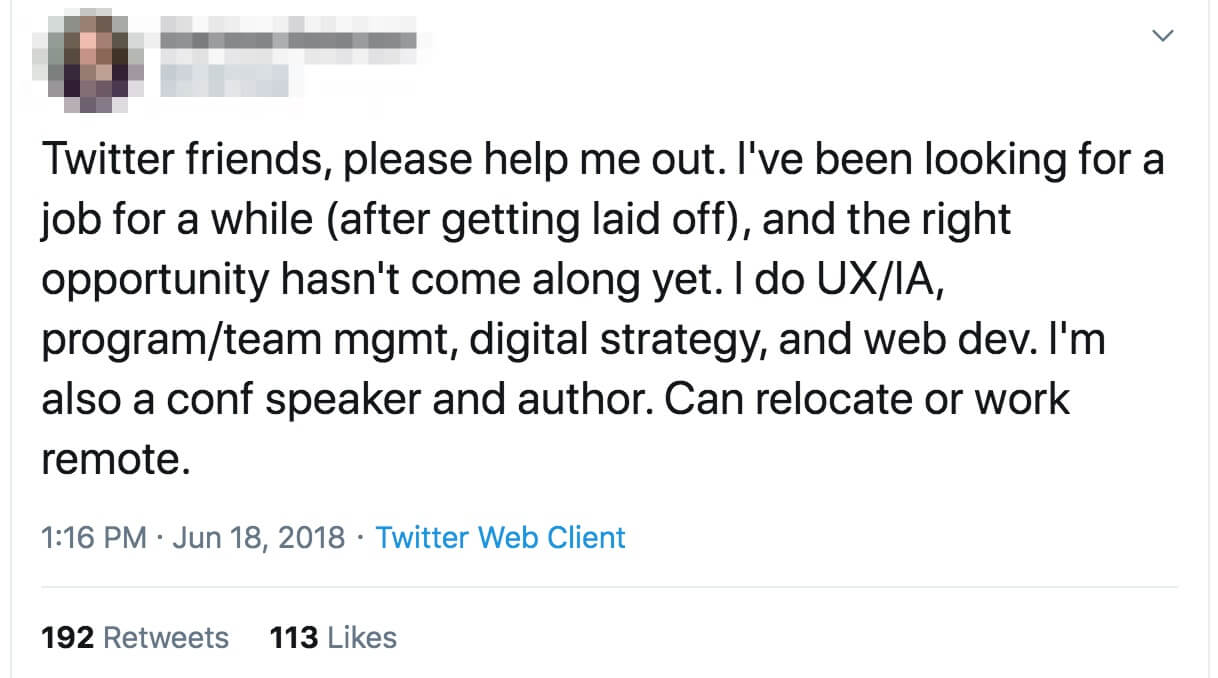 Twitter friends, please help me out. I've been looking for a
job for a while (after getting laid off), and the right
opportunity hasn't come along yet. I do UX/IA,
program/team mgmt, digital strategy, and web dev. I'm
also a conf speaker and author. Can relocate or work
remote.
1:16 PM · Jun 18, 2018 · Twitter Web Client
192 Retweets 113 Likes